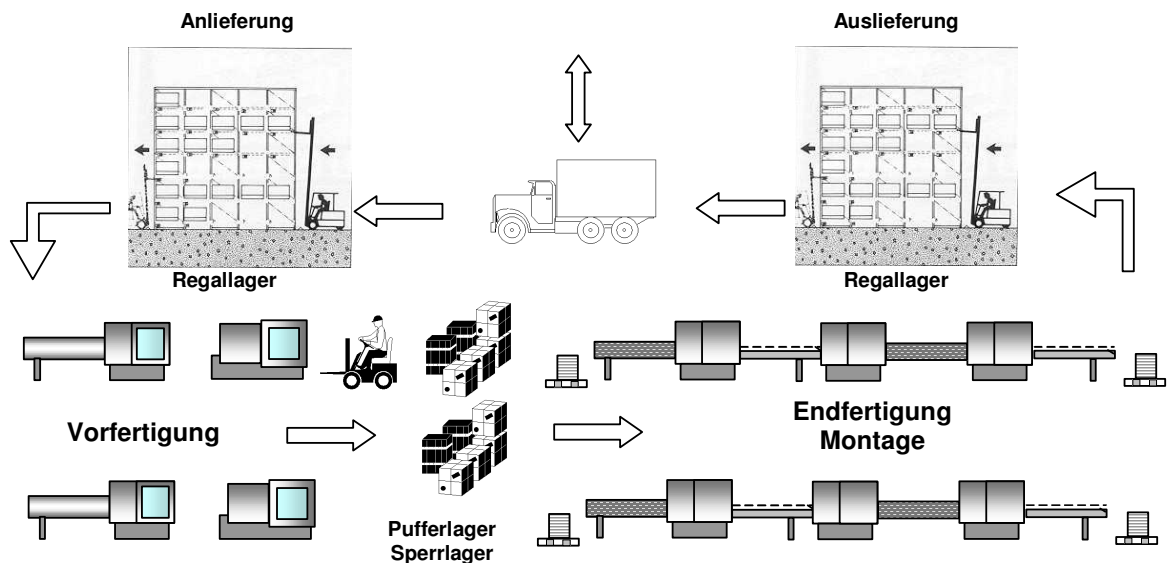 Anlieferung
Auslieferung
Regallager
Regallager
Vorfertigung
Endfertigung
Montage
Pufferlager
Sperrlager